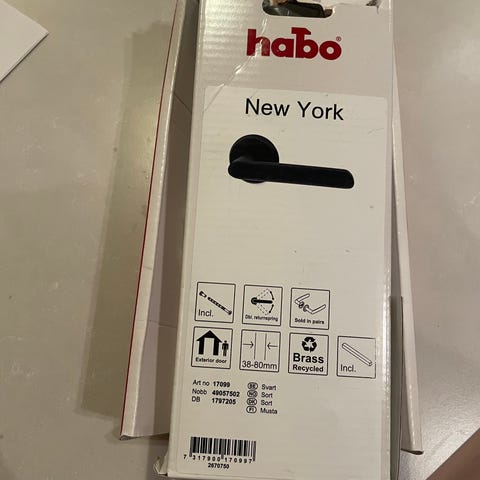 habo®
New York
Incl.
Dbl. returnspring
Sold in pairs
Exterior door
38-80mm
Brass
Recycled
Incl.
Art no 17099
Nobb 49057502
DB 1797205
SE Svart
NO Sort
DK Sort
FI Musta
7 317900 170997
2670750